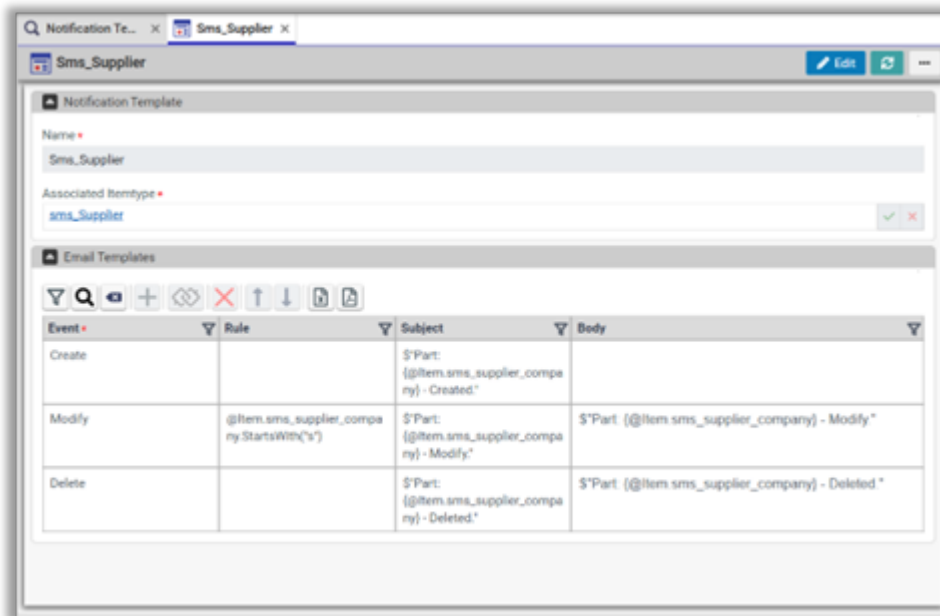 Notification Te...
Sms_Supplier
Sms_Supplier
Edit
Notification Template
Name
Sms_Supplier
Associated Itemtype
sms_Supplier
Email Templates
Event Rule Subject Body
Create
$"Part:
{@Item.sms_supplier_compa
ny} - Created."
Modify
@Item.sms_supplier_compa
ny.StartsWith("s")
$"Part:
{@Item.sms_supplier_compa
ny} - Modify."
$"Part: {@Item.sms_supplier_company} - Modify."
Delete
$"Part:
{@Item.sms_supplier_compa
ny} - Deleted."
$"Part: {@Item.sms_supplier_company} - Deleted."